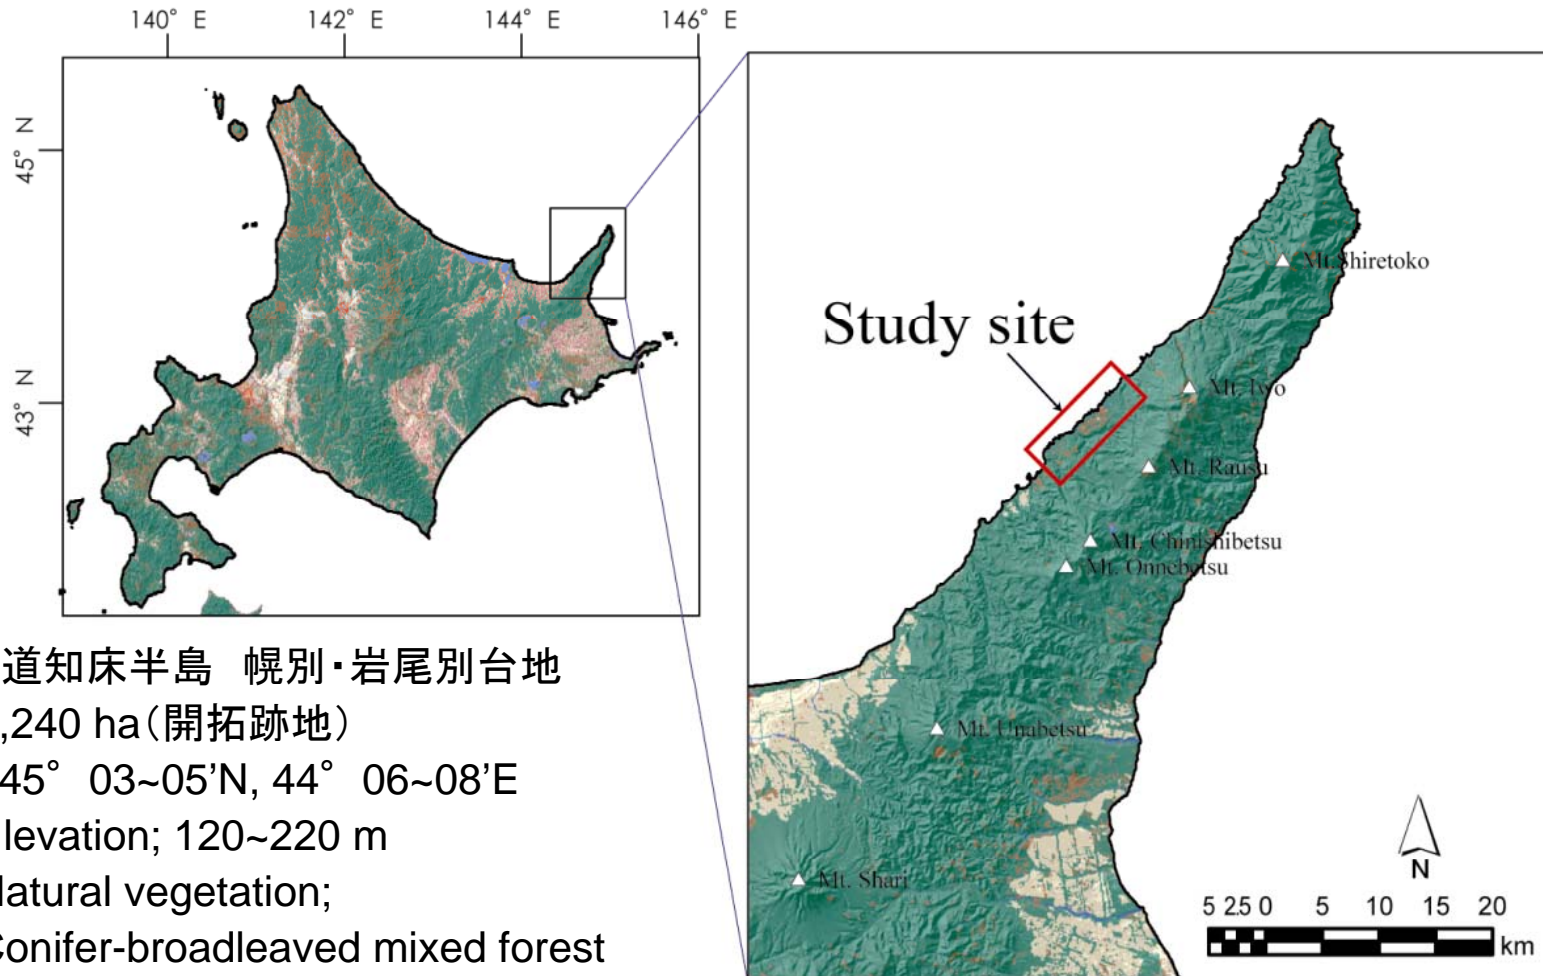 140° E 142° E 144° E 146° E
45° N
43° N
Study site
Mt.Shiretoko
Mt. Iwo
Mt. Rausu
Mt. Chinishibetsu
Mt. Onnebetsu
Mt. Unabetsu
Mt. Shari
N
5 2.5 0 5 10 15 20
km
道知床半島 幌別・岩尾別台地
,240 ha（開拓跡地）
45° 03~05’N, 44° 06~08’E
levation; 120~220 m
latural vegetation;
Conifer-broadleaved mixed forest